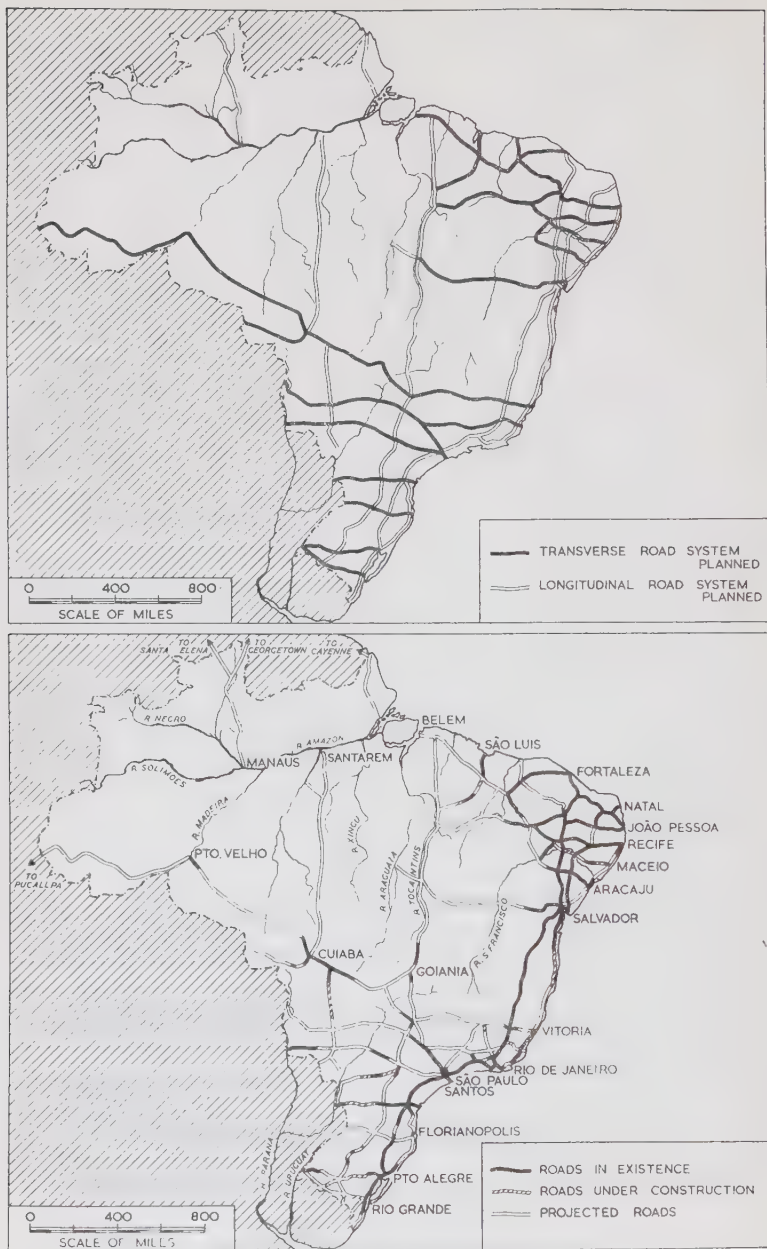 TRANSVERSE ROAD SYSTEM
PLANNED
LONGITUDINAL ROAD SYSTEM
PLANNED
0 400 800
SCALE OF MILES
TO
SANTA ELENA
TO
GEORGETOWN
TO
CAYENNE
R. NEGRO
R. AMAZON
BELEM
SÃO LUIS
MANAUS
SANTAREM
FORTALEZA
R. SOLIMOES
R. MADEIRA
R. XINGU
NATAL
JOÃO PESSOA
RECIFE
PTO. VELHO
R. ARAGUAIA
R. TOCANTINS
MACEIO
TO
PUCALLPA
ARACAJU
R. S. FRANCISCO
SALVADOR
CUIABA
GOIANIA
VITORIA
RIO DE JANEIRO
SÃO PAULO
SANTOS
FLORIANOPOLIS
R. PARANA
R. URUGUAY
PTO ALEGRE
RIO GRANDE
ROADS IN EXISTENCE
ROADS UNDER CONSTRUCTION
PROJECTED ROADS
0 400 800
SCALE OF MILES